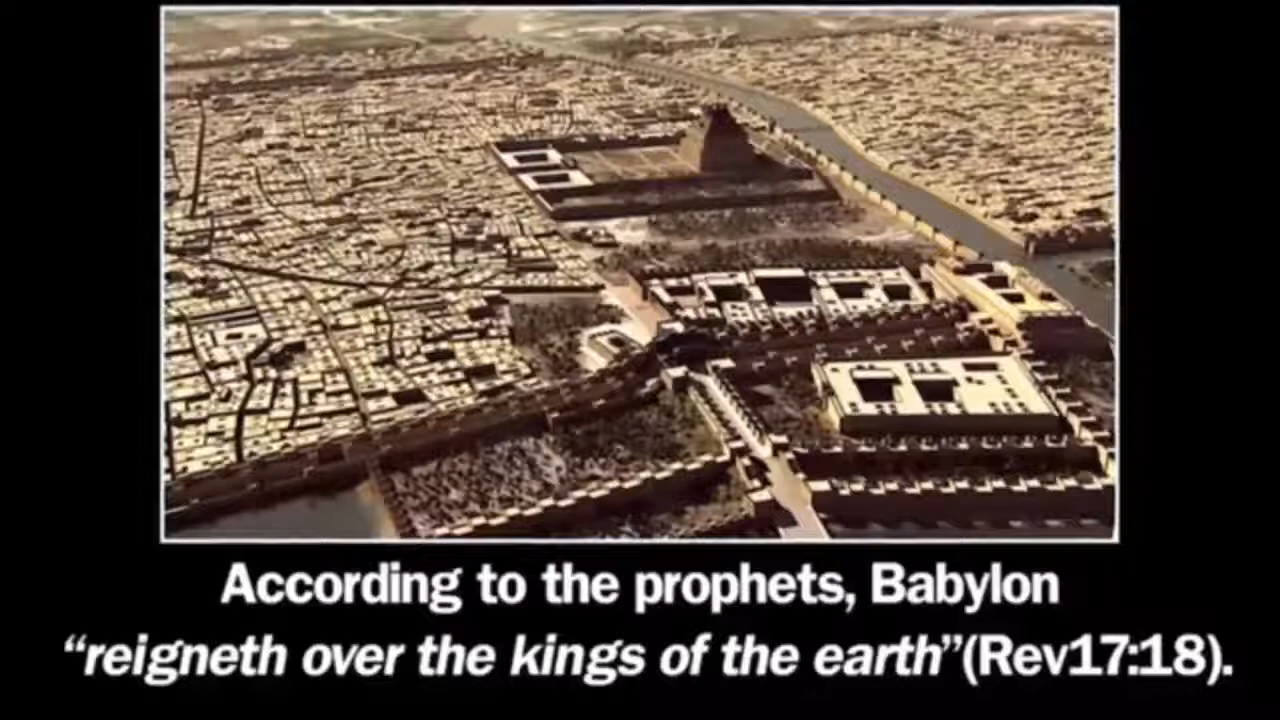 According to the prophets, Babylon
“reigneth over the kings of the earth”(Rev17:18).